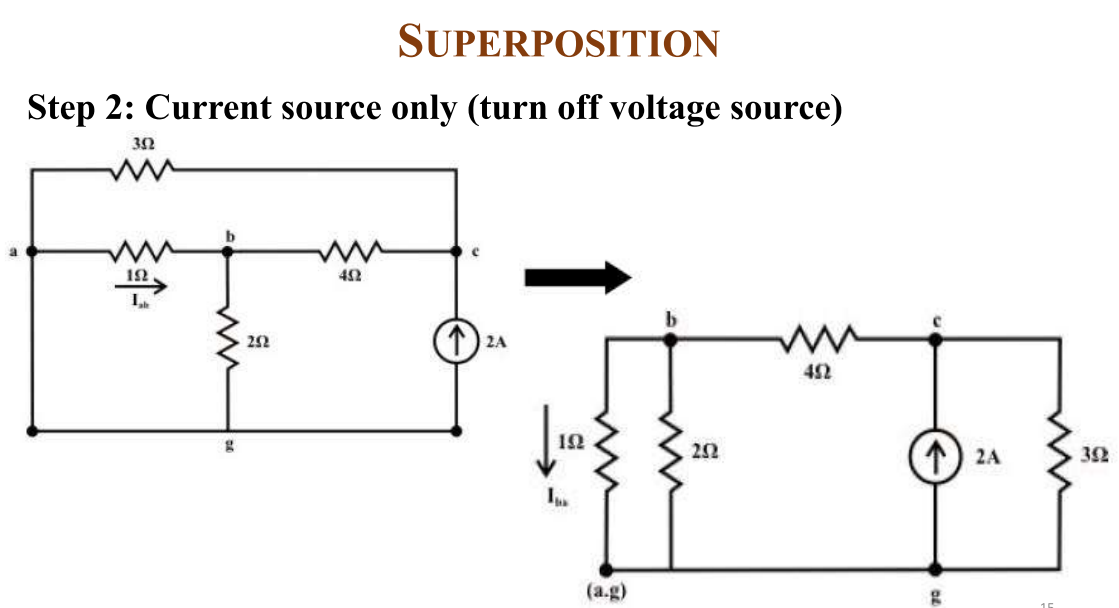 SUPERPOSITION
Step 2: Current source only (turn off voltage source)
3Ω
a
b
c
1Ω
4Ω
Iab
2Ω
2A
g
b
c
4Ω
1Ω
2Ω
2A
3Ω
Iba
(a.g)
g
15